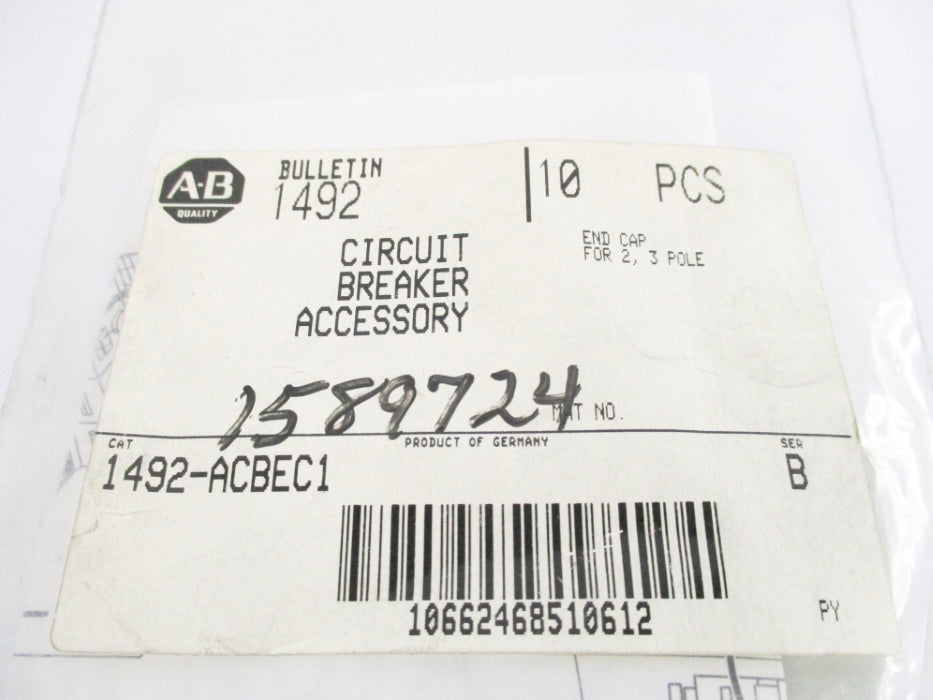 A-B
QUALITY
BULLETIN
1492
10 PCS
CIRCUIT
BREAKER
ACCESSORY
END CAP
FOR 2, 3 POLE
1589724
MAT NO.
PRODUCT OF GERMANY
CAT
1492-ACBEC1
SER
B
10662468510612
PY